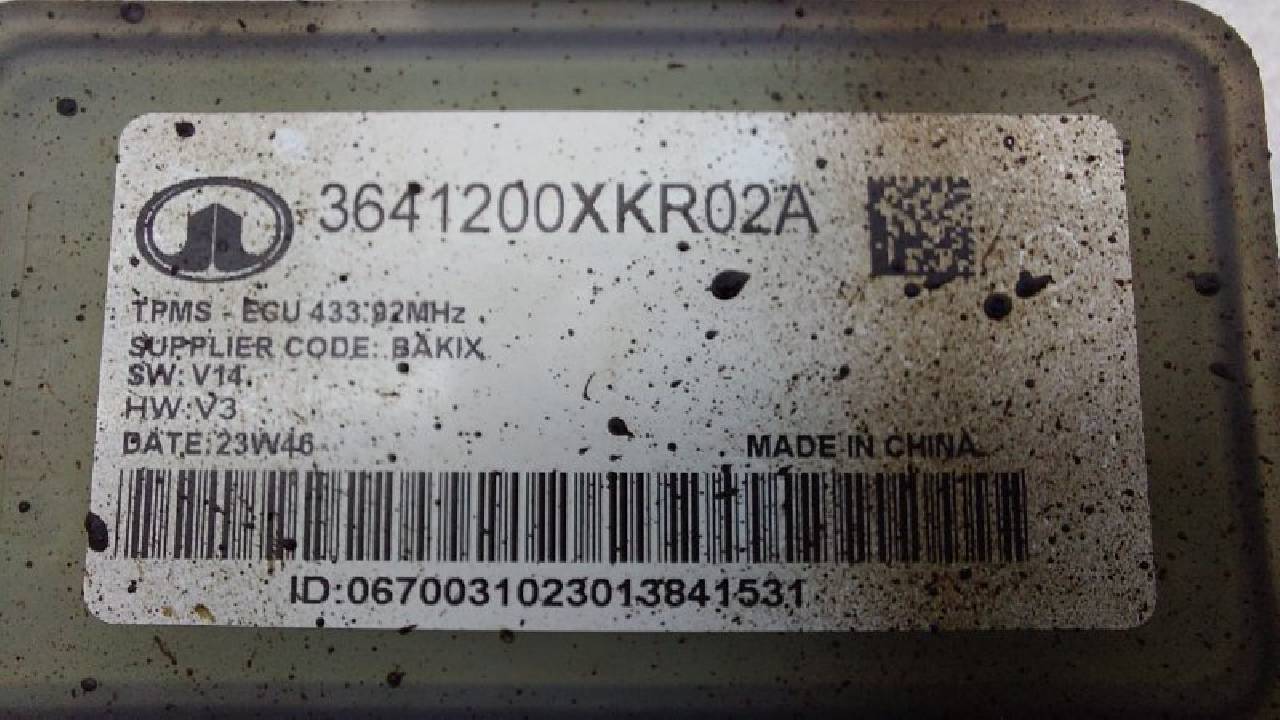 3641200XKR02A
TPMS - ECU 433.92MHz
SUPPLIER CODE: BAKIX
SW: V14
HW:V3
DATE:23W46
MADE IN CHINA
ID:0670031023013841531